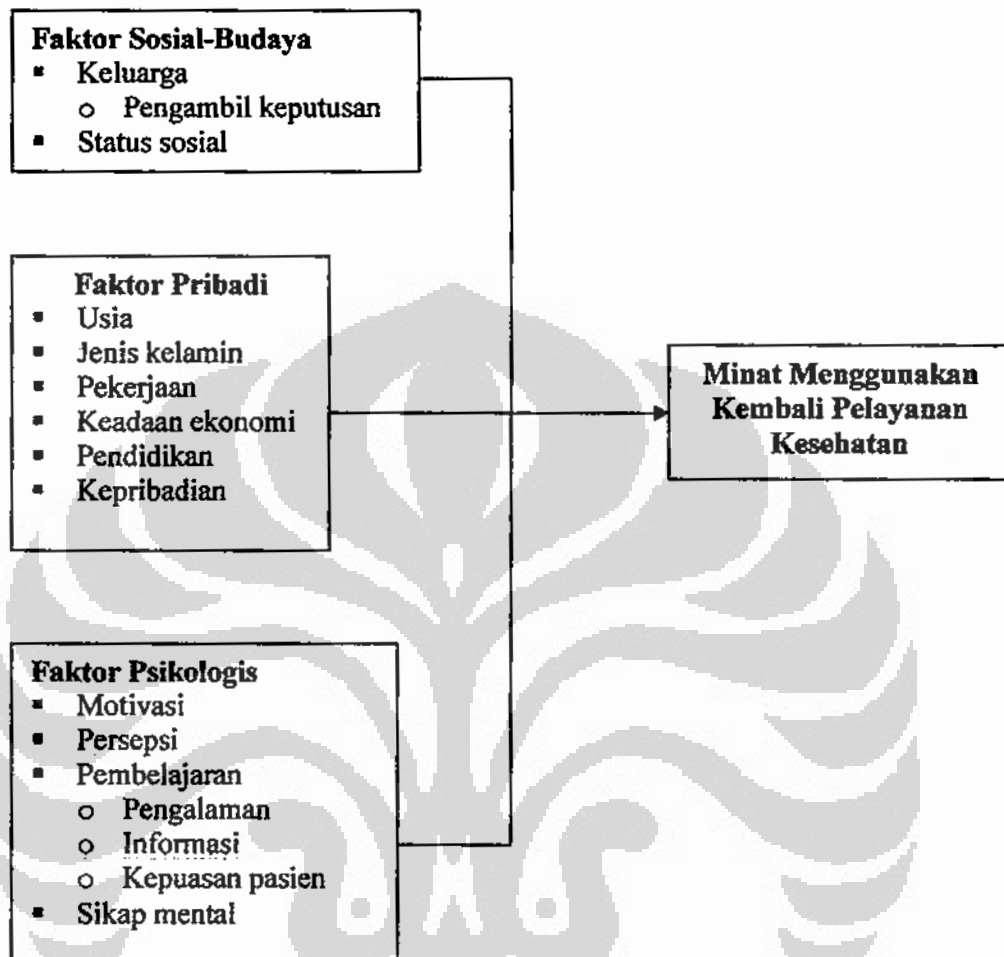 Faktor Sosial-Budaya
▪ Keluarga
o Pengambil keputusan
▪ Status sosial
Faktor Pribadi
▪ Usia
▪ Jenis kelamin
▪ Pekerjaan
▪ Keadaan ekonomi
▪ Pendidikan
▪ Kepribadian
Minat Menggunakan
Kembali Pelayanan
Kesehatan
Faktor Psikologis
▪ Motivasi
▪ Persepsi
▪ Pembelajaran
o Pengalaman
o Informasi
o Kepuasan pasien
▪ Sikap mental